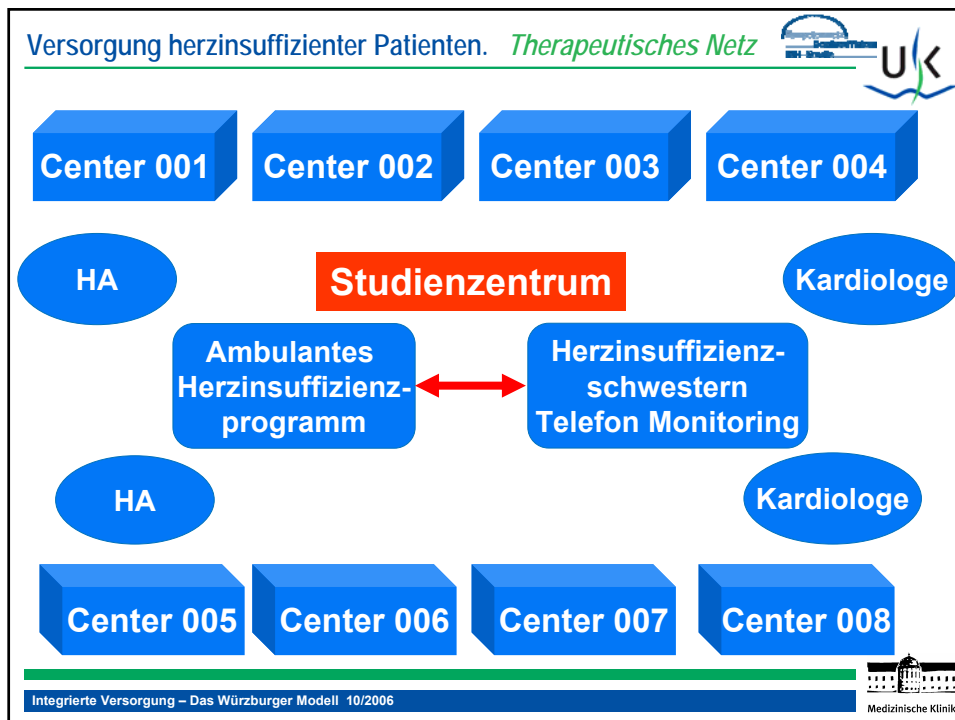 Versorgung herzinsuffizienter Patienten. Therapeutisches Netz
UK
Center 001
Center 002
Center 003
Center 004
HA
Studienzentrum
Kardiologe
Ambulantes
Herzinsuffizienz-
programm
Herzinsuffizienz-
schwestern
Telefon Monitoring
HA
Kardiologe
Center 005
Center 006
Center 007
Center 008
Integrierte Versorgung – Das Würzburger Modell 10/2006
Medizinische Klinik